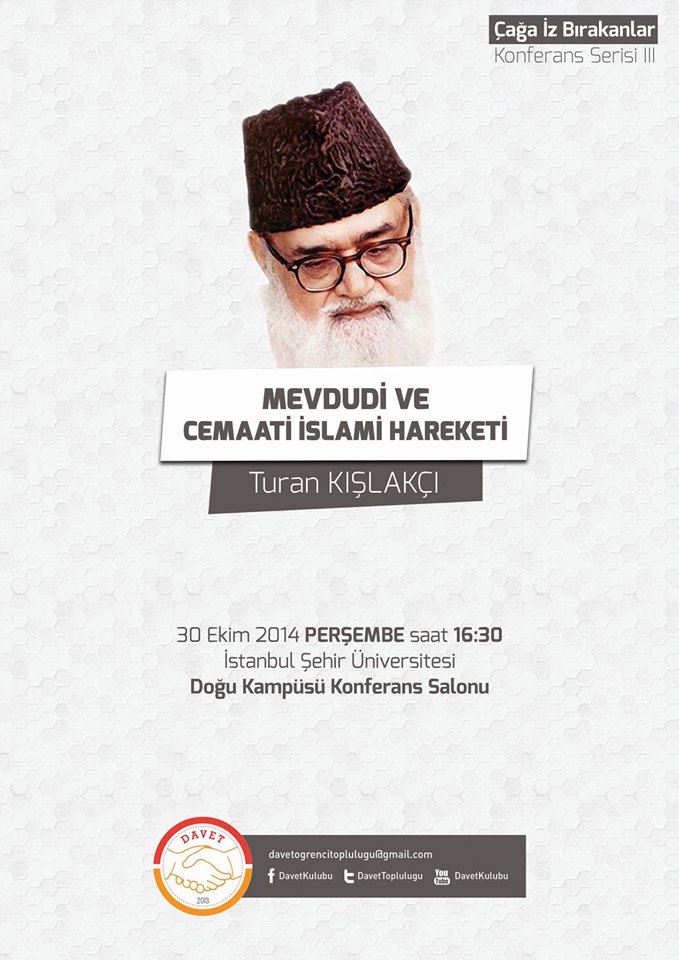 Çağa İz Bırakanlar
Konferans Serisi III
MEVDUDİ VE
CEMAATİ İSLAMİ HAREKETİ
Turan KIŞLAKÇI
30 Ekim 2014 PERŞEMBE saat 16:30
İstanbul Şehir Üniversitesi
Doğu Kampüsü Konferans Salonu
DAVET
2013
davetogrencitoplulugu@gmail.com
f DavetKulubu
DavetToplulugu
You Tube DavetKulubu